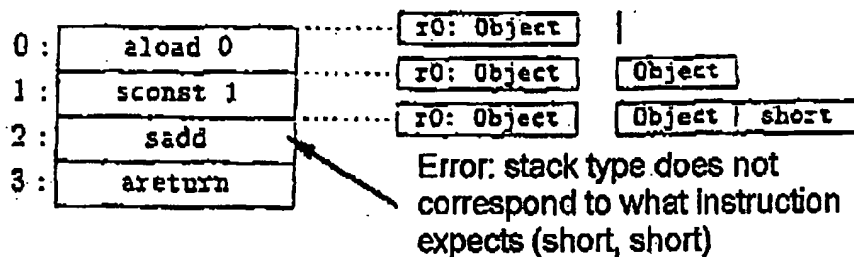 0 : aload 0 r0: Object
1 : sconst 1 r0: Object Object
2 : sadd r0: Object Object | short
3 : areturn
Error: stack type does not
correspond to what instruction
expects (short, short)